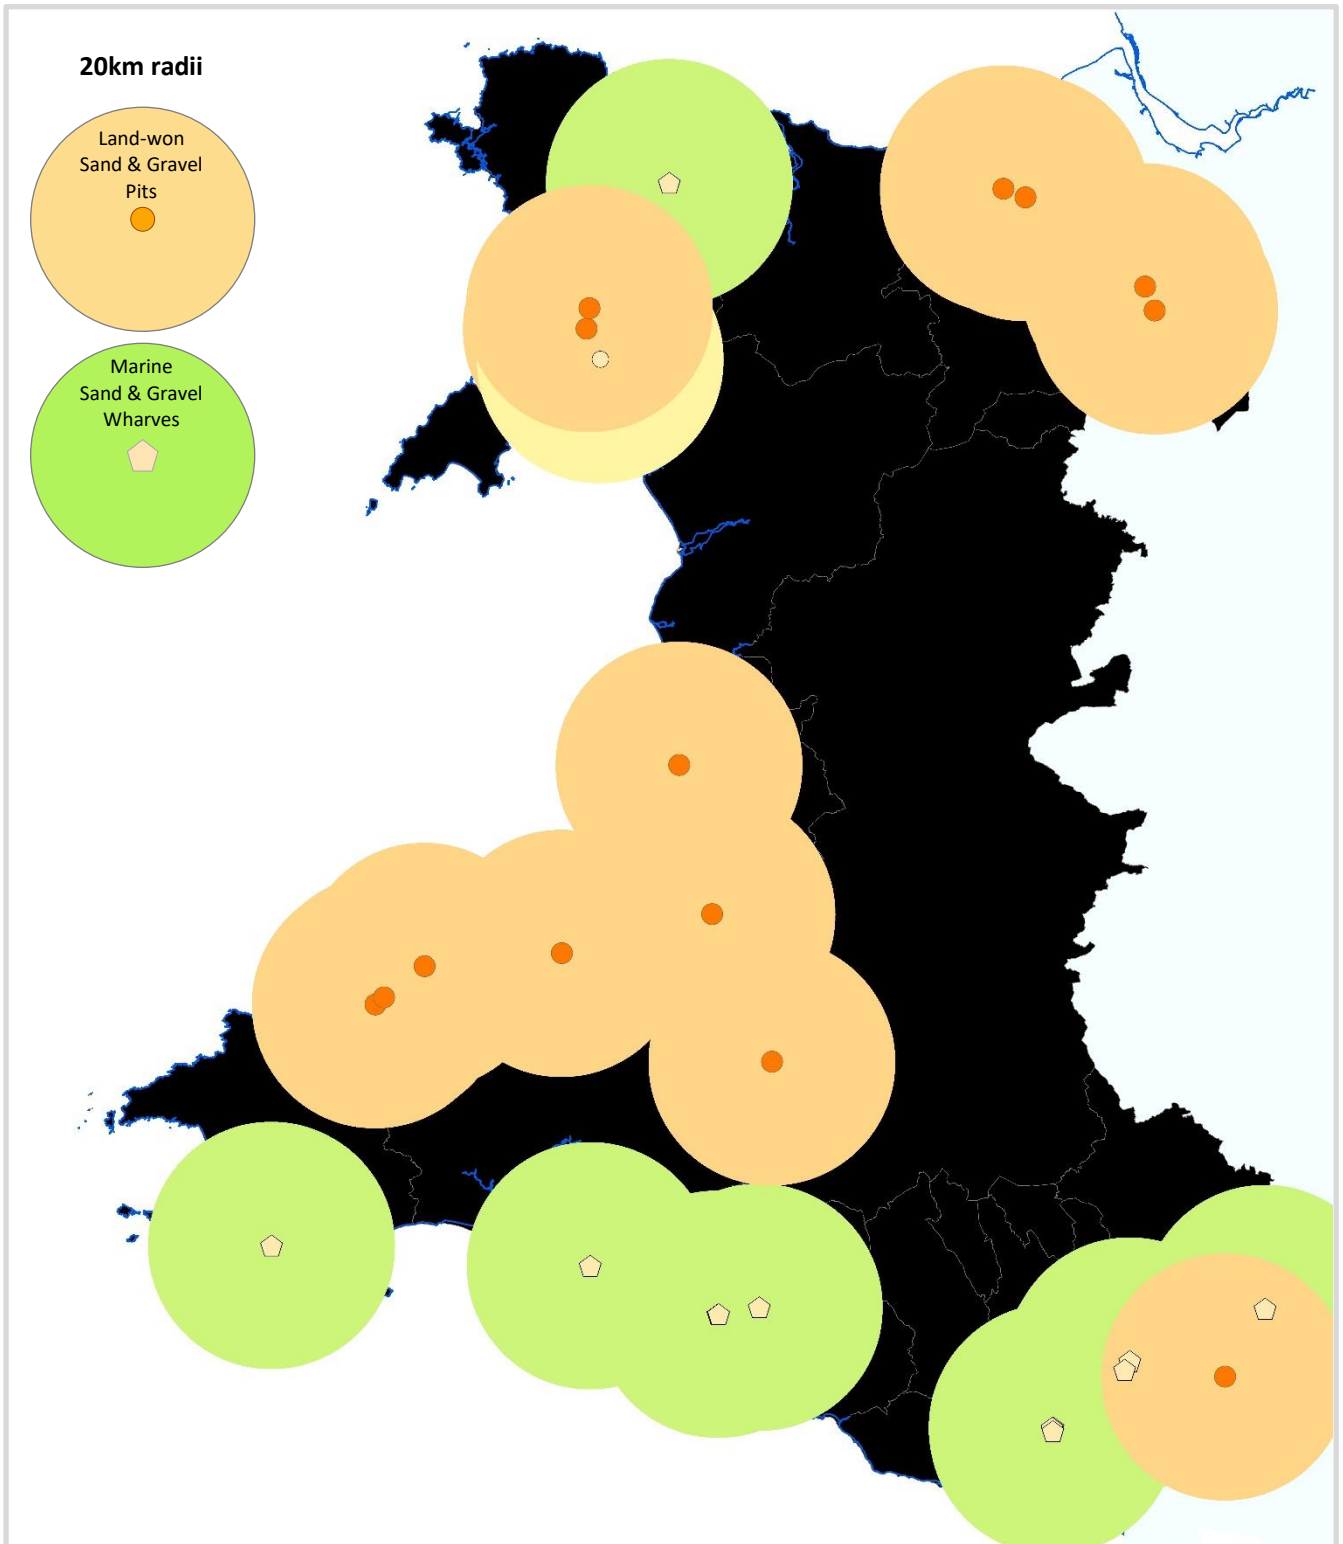 20km radii
Land-won
Sand & Gravel
Pits
Marine
Sand & Gravel
Wharves